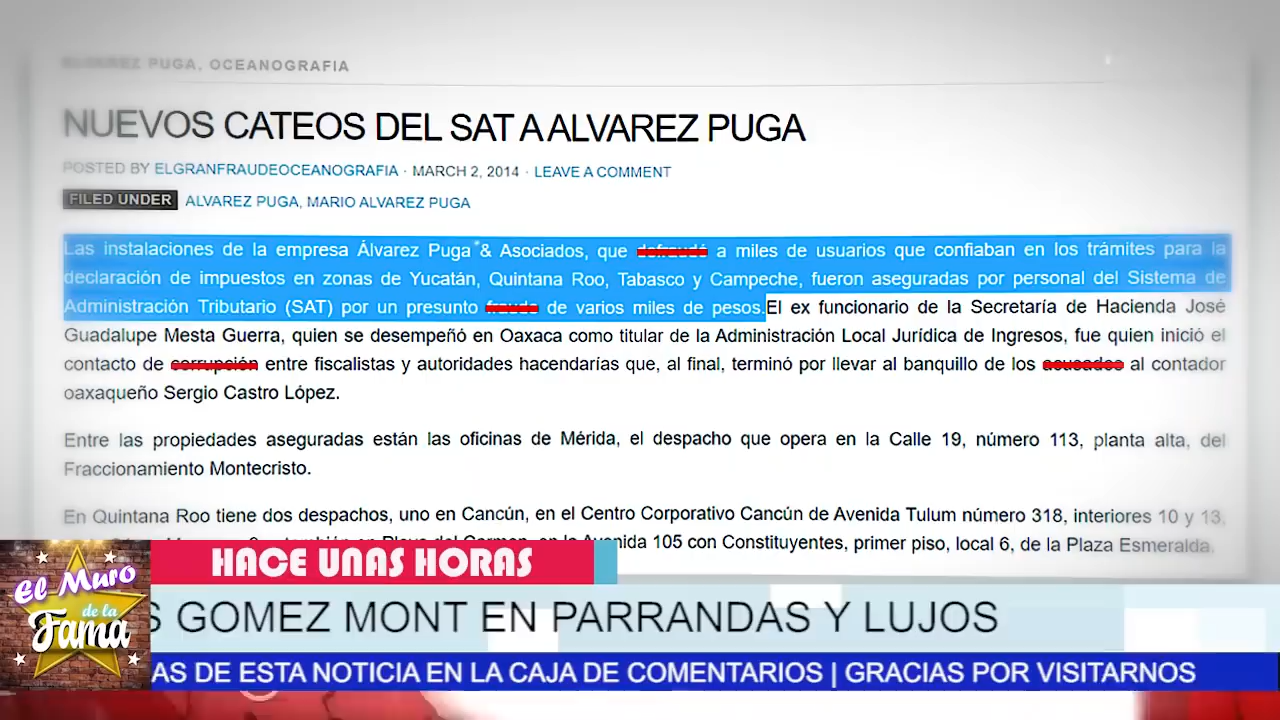 ALVAREZ PUGA, OCEANOGRAFIA
NUEVOS CATEOS DEL SAT A ALVAREZ PUGA
POSTED BY ELGRANFRAUDEOCEANOGRAFIA · MARCH 2, 2014 · LEAVE A COMMENT
FILED UNDER ALVAREZ PUGA, MARIO ALVAREZ PUGA
Las instalaciones de la empresa Álvarez Puga & Asociados, que defraudó a miles de usuarios que confiaban en los trámites para la
declaración de impuestos en zonas de Yucatán, Quintana Roo, Tabasco y Campeche, fueron aseguradas por personal del Sistema de
Administración Tributario (SAT) por un presunto fraude de varios miles de pesos.El ex funcionario de la Secretaría de Hacienda José
Guadalupe Mesta Guerra, quien se desempeñó en Oaxaca como titular de la Administración Local Jurídica de Ingresos, fue quien inició el
contacto de corrupción entre fiscalistas y autoridades hacendarías que, al final, terminó por llevar al banquillo de los acusados al contador
oaxaqueño Sergio Castro López.
Entre las propiedades aseguradas están las oficinas de Mérida, el despacho que opera en la Calle 19, número 113, planta alta, del
Fraccionamiento Montecristo.
En Quintana Roo tiene dos despachos, uno en Cancún, en el Centro Corporativo Cancún de Avenida Tulum número 318, interiores 10 y 13,
en la Avenida 105 con Constituyentes, primer piso, local 6, de la Plaza Esmeralda.
HACE UNAS HORAS
El Muro
de la
Fama
S GOMEZ MONT EN PARRANDAS Y LUJOS
AS DE ESTA NOTICIA EN LA CAJA DE COMENTARIOS | GRACIAS POR VISITARNOS